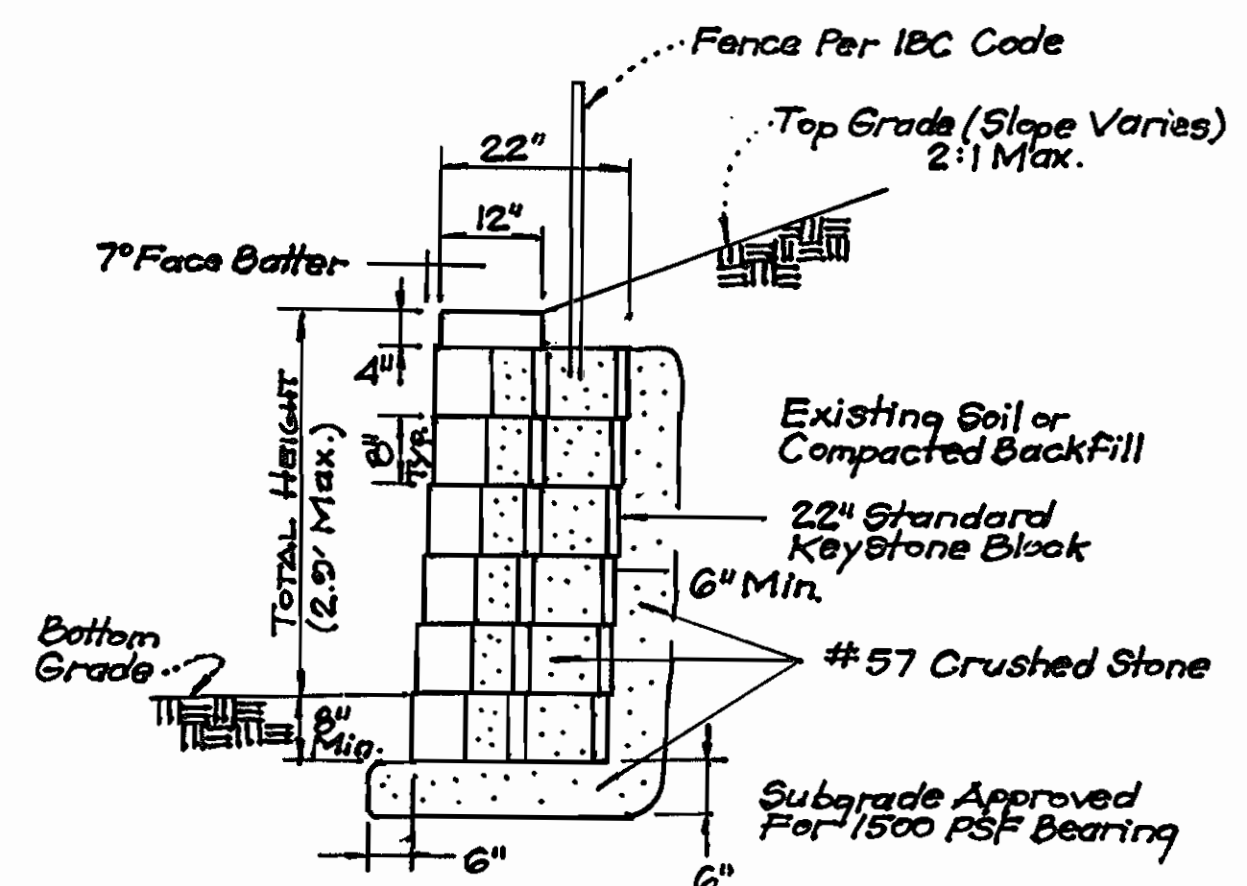 Fence Per IBC Code
Top Grade (Slope Varies)
2:1 Max.
22"
12"
7° Face Batter
4"
8"
Typ.
TOTAL HEIGHT
(2.9' Max.)
Existing Soil or
Compacted Backfill
22" Standard
Keystone Block
6" Min.
Bottom
Grade
#57 Crushed Stone
8"
Min.
Subgrade Approved
For 1500 PSF Bearing
6"
6"